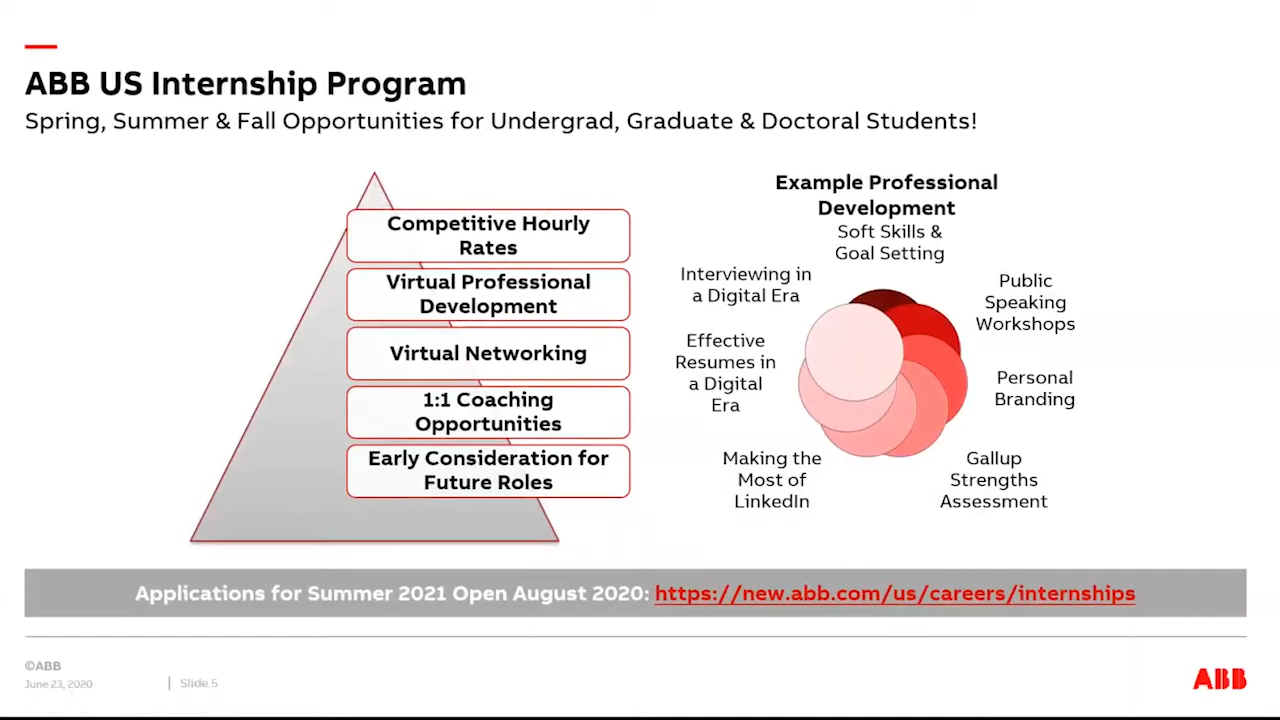 ABB US Internship Program
Spring, Summer & Fall Opportunities for Undergrad, Graduate & Doctoral Students!
Competitive Hourly
Rates
Virtual Professional
Development
Virtual Networking
1:1 Coaching
Opportunities
Early Consideration for
Future Roles
Example Professional
Development
Soft Skills &
Goal Setting
Public
Speaking
Workshops
Personal
Branding
Gallup
Strengths
Assessment
Making the
Most of
LinkedIn
Effective
Resumes in
a Digital
Era
Interviewing in
a Digital Era
Applications for Summer 2021 Open August 2020: https://new.abb.com/us/careers/internships
©ABB
June 23, 2020 | Slide 5
ABB